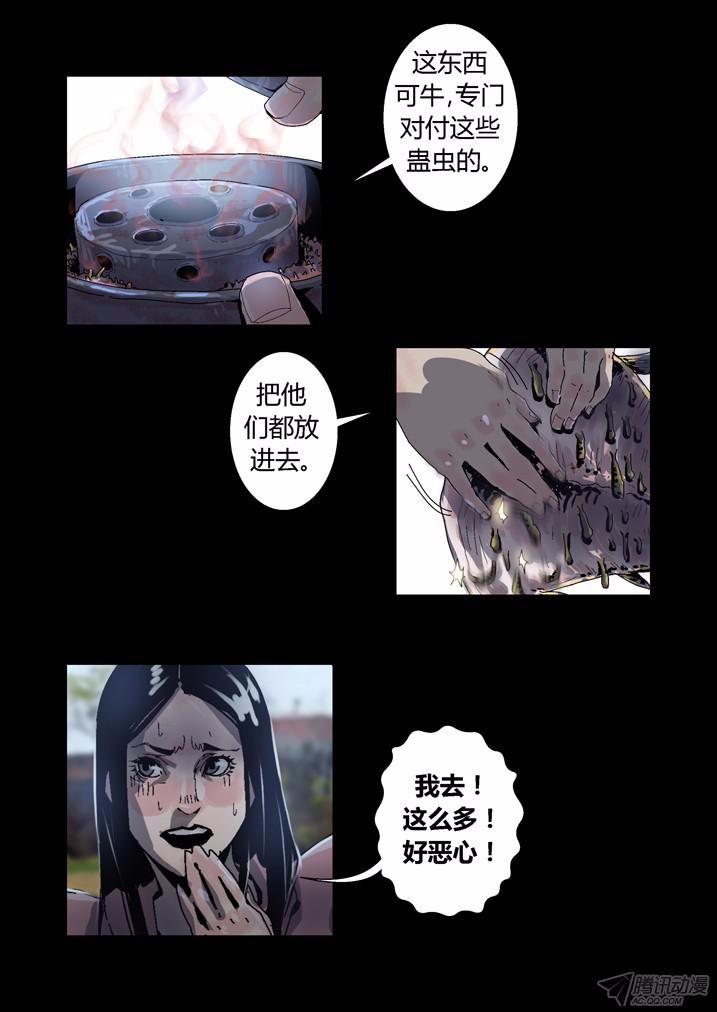 这东西
可牛，专门
对付这些
蛊虫的。
把他
们都放
进去。
我去！
这么多！
好恶心！
腾讯动漫
AC.QQ.COM